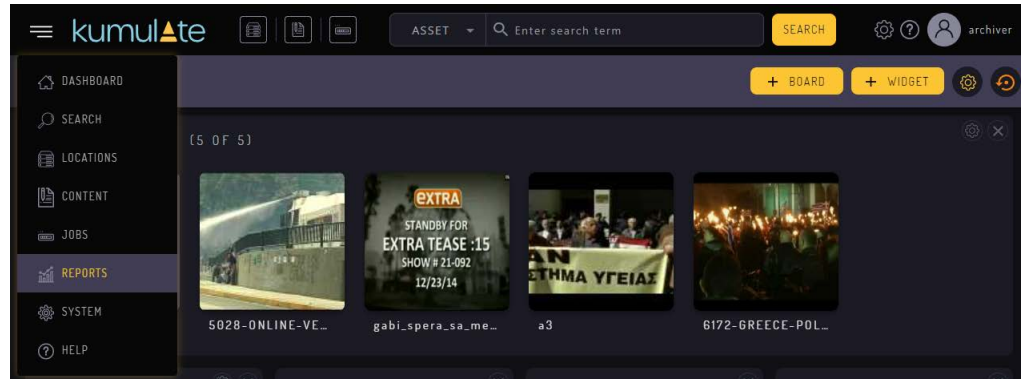 kumulate
ASSET
Enter search term
SEARCH
archiver
DASHBOARD
SEARCH
LOCATIONS
CONTENT
JOBS
REPORTS
SYSTEM
HELP
+ BOARD
+ WIDGET
(5 OF 5)
extra
STANDBY FOR
EXTRA TEASE :15
SHOW # 21-092
12/23/14
ΑΝ
ΣΤΗΜΑ ΥΓΕΙΑΣ
5028-ONLINE-VE…
gabi_spera_sa_me…
a3
6172-GREECE-POL…